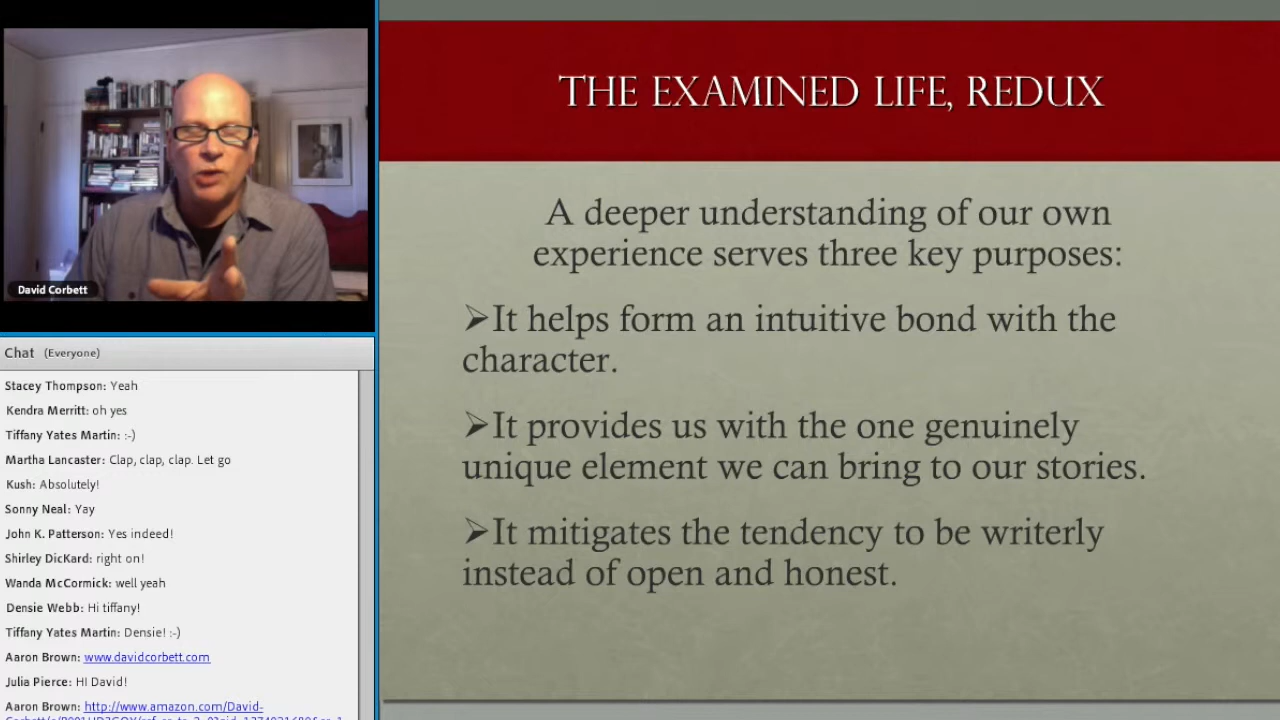 David Corbett
Chat (Everyone)
Stacey Thompson: Yeah
Kendra Merritt: oh yes
Tiffany Yates Martin: :-)
Martha Lancaster: Clap, clap, clap. Let go
Kush: Absolutely!
Sonny Neal: Yay
John K. Patterson: Yes indeed!
Shirley DicKard: right on!
Wanda McCormick: well yeah
Densie Webb: Hi tiffany!
Tiffany Yates Martin: Densie! :-)
Aaron Brown: www.davidcorbett.com
Julia Pierce: HI David!
Aaron Brown: http://www.amazon.com/David-
THE EXAMINED LIFE, REDUX
A deeper understanding of our own
experience serves three key purposes:
➢It helps form an intuitive bond with the
character.
➢It provides us with the one genuinely
unique element we can bring to our stories.
➢It mitigates the tendency to be writerly
instead of open and honest.